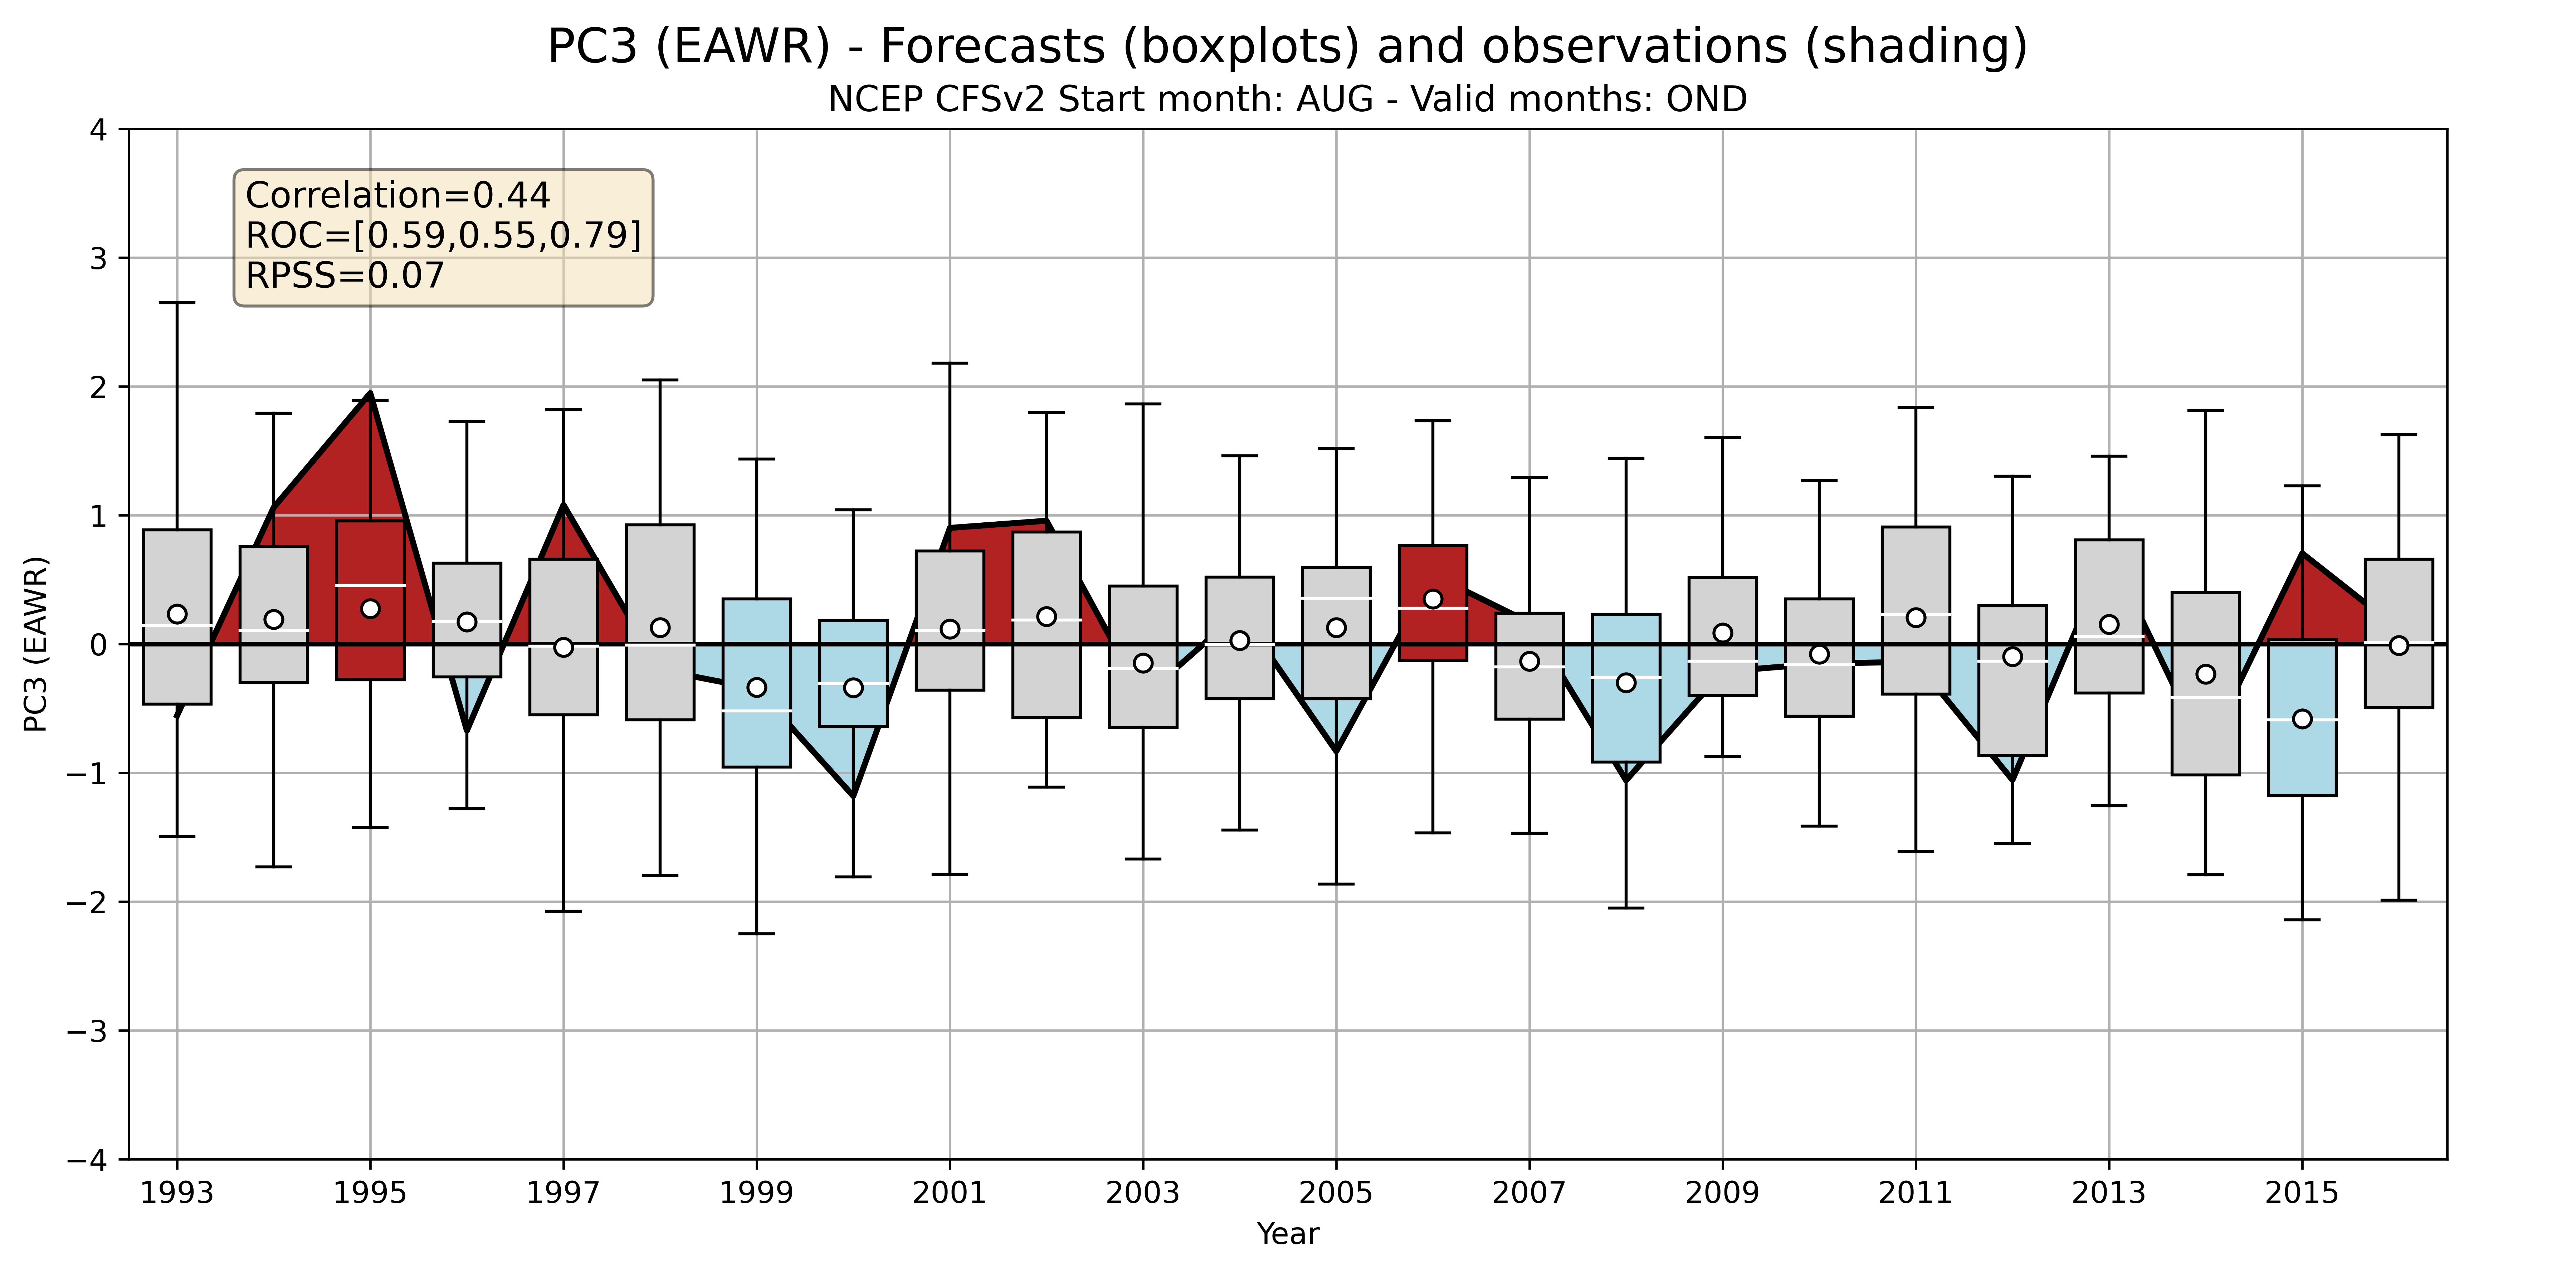 PC3 (EAWR) - Forecasts (boxplots) and observations (shading)
NCEP CFSv2 Start month: AUG - Valid months: OND
Correlation=0.44
ROC=[0.59,0.55,0.79]
RPSS=0.07
PC3 (EAWR)
4
3
2
1
0
−1
−2
−3
−4
1993 1995 1997 1999 2001 2003 2005 2007 2009 2011 2013 2015
Year